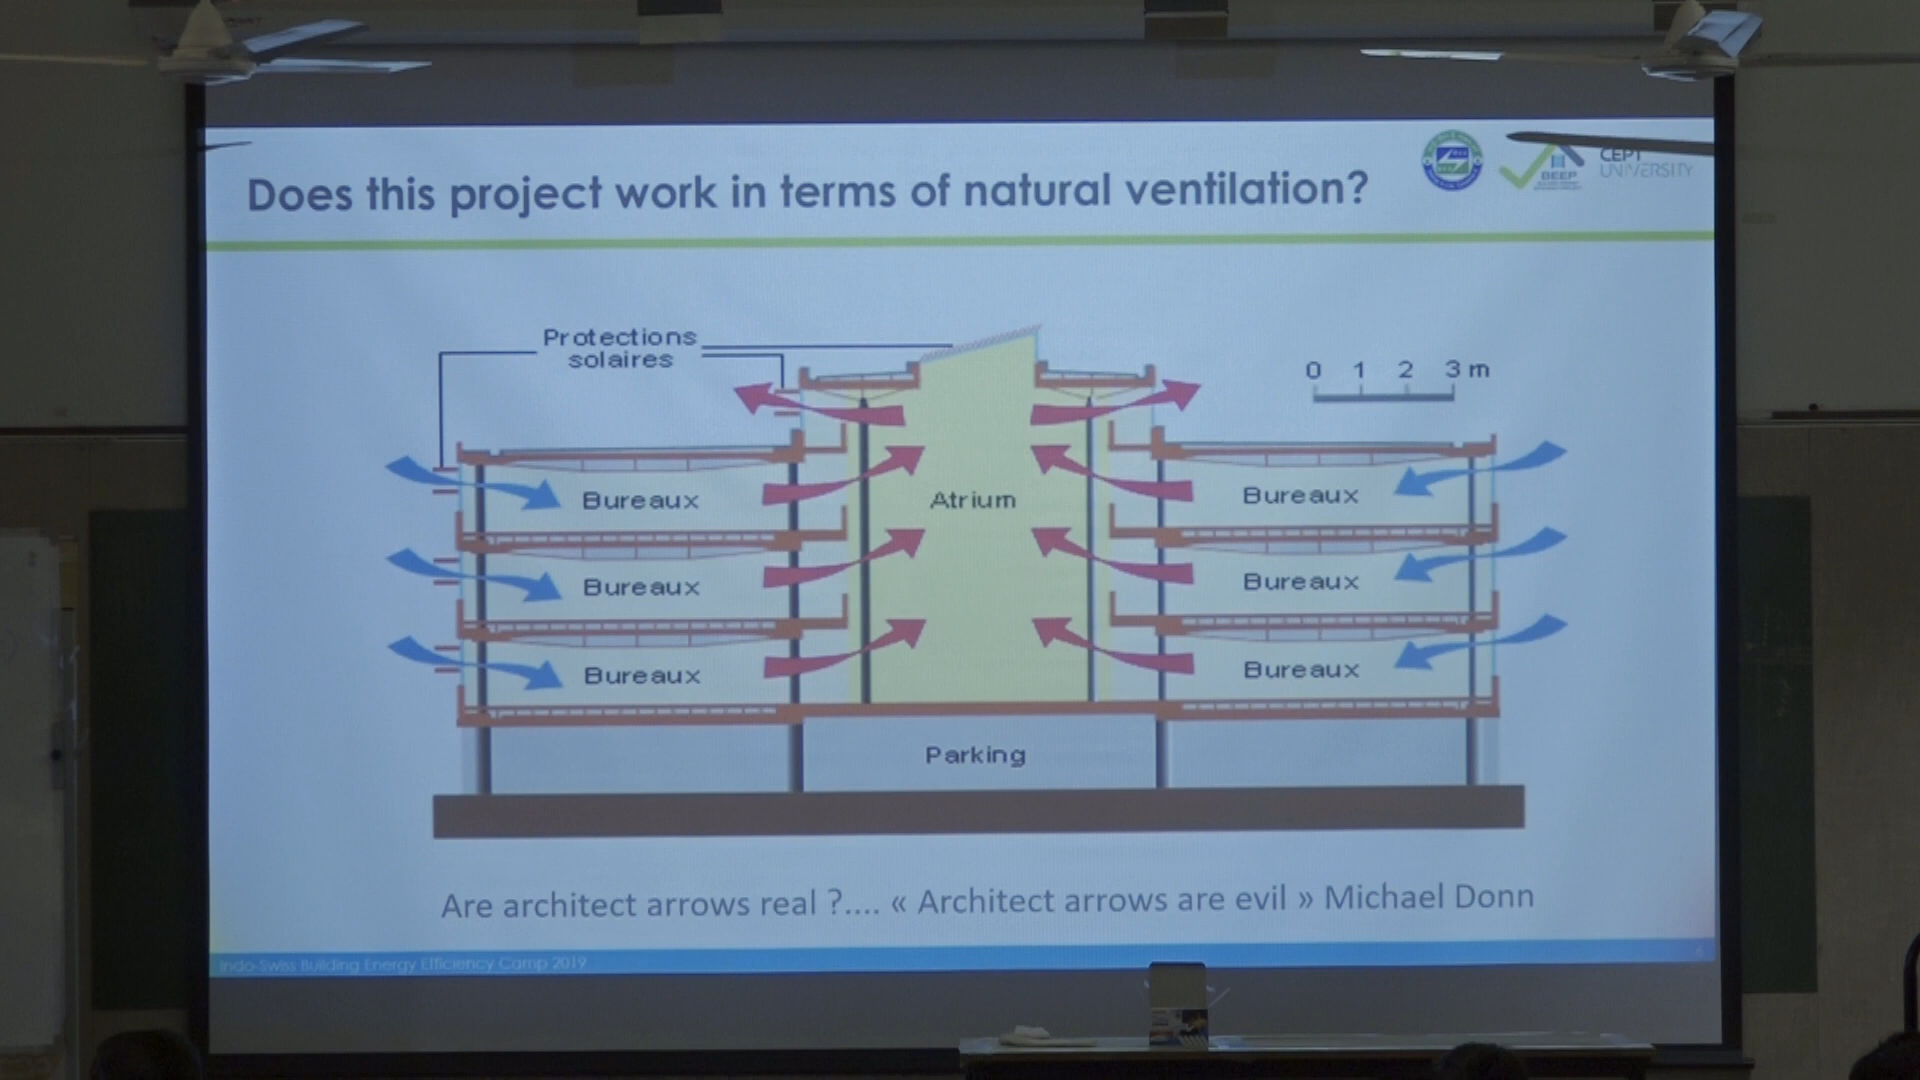 Does this project work in terms of natural ventilation?
BEEP
CEPT
UNIVERSITY
Protections
solaires
0 1 2 3 m
Bureaux
Atrium
Bureaux
Bureaux
Bureaux
Bureaux
Bureaux
Parking
Are architect arrows real ?.... « Architect arrows are evil » Michael Donn
Indo-Swiss Building Energy Efficiency Camp 2019